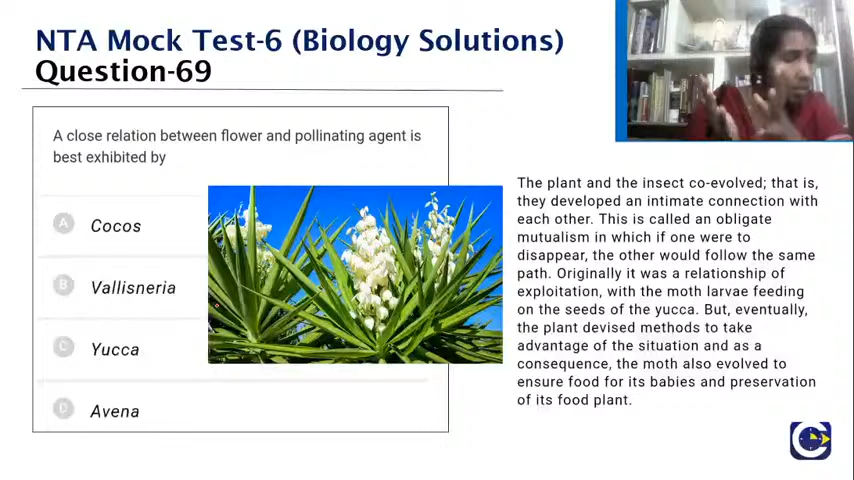 NTA Mock Test-6 (Biology Solutions)
Question-69
A close relation between flower and pollinating agent is
best exhibited by
A Cocos
B Vallisneria
C Yucca
D Avena
The plant and the insect co-evolved; that is,
they developed an intimate connection with
each other. This is called an obligate
mutualism in which if one were to
disappear, the other would follow the same
path. Originally it was a relationship of
exploitation, with the moth larvae feeding
on the seeds of the yucca. But, eventually,
the plant devised methods to take
advantage of the situation and as a
consequence, the moth also evolved to
ensure food for its babies and preservation
of its food plant.